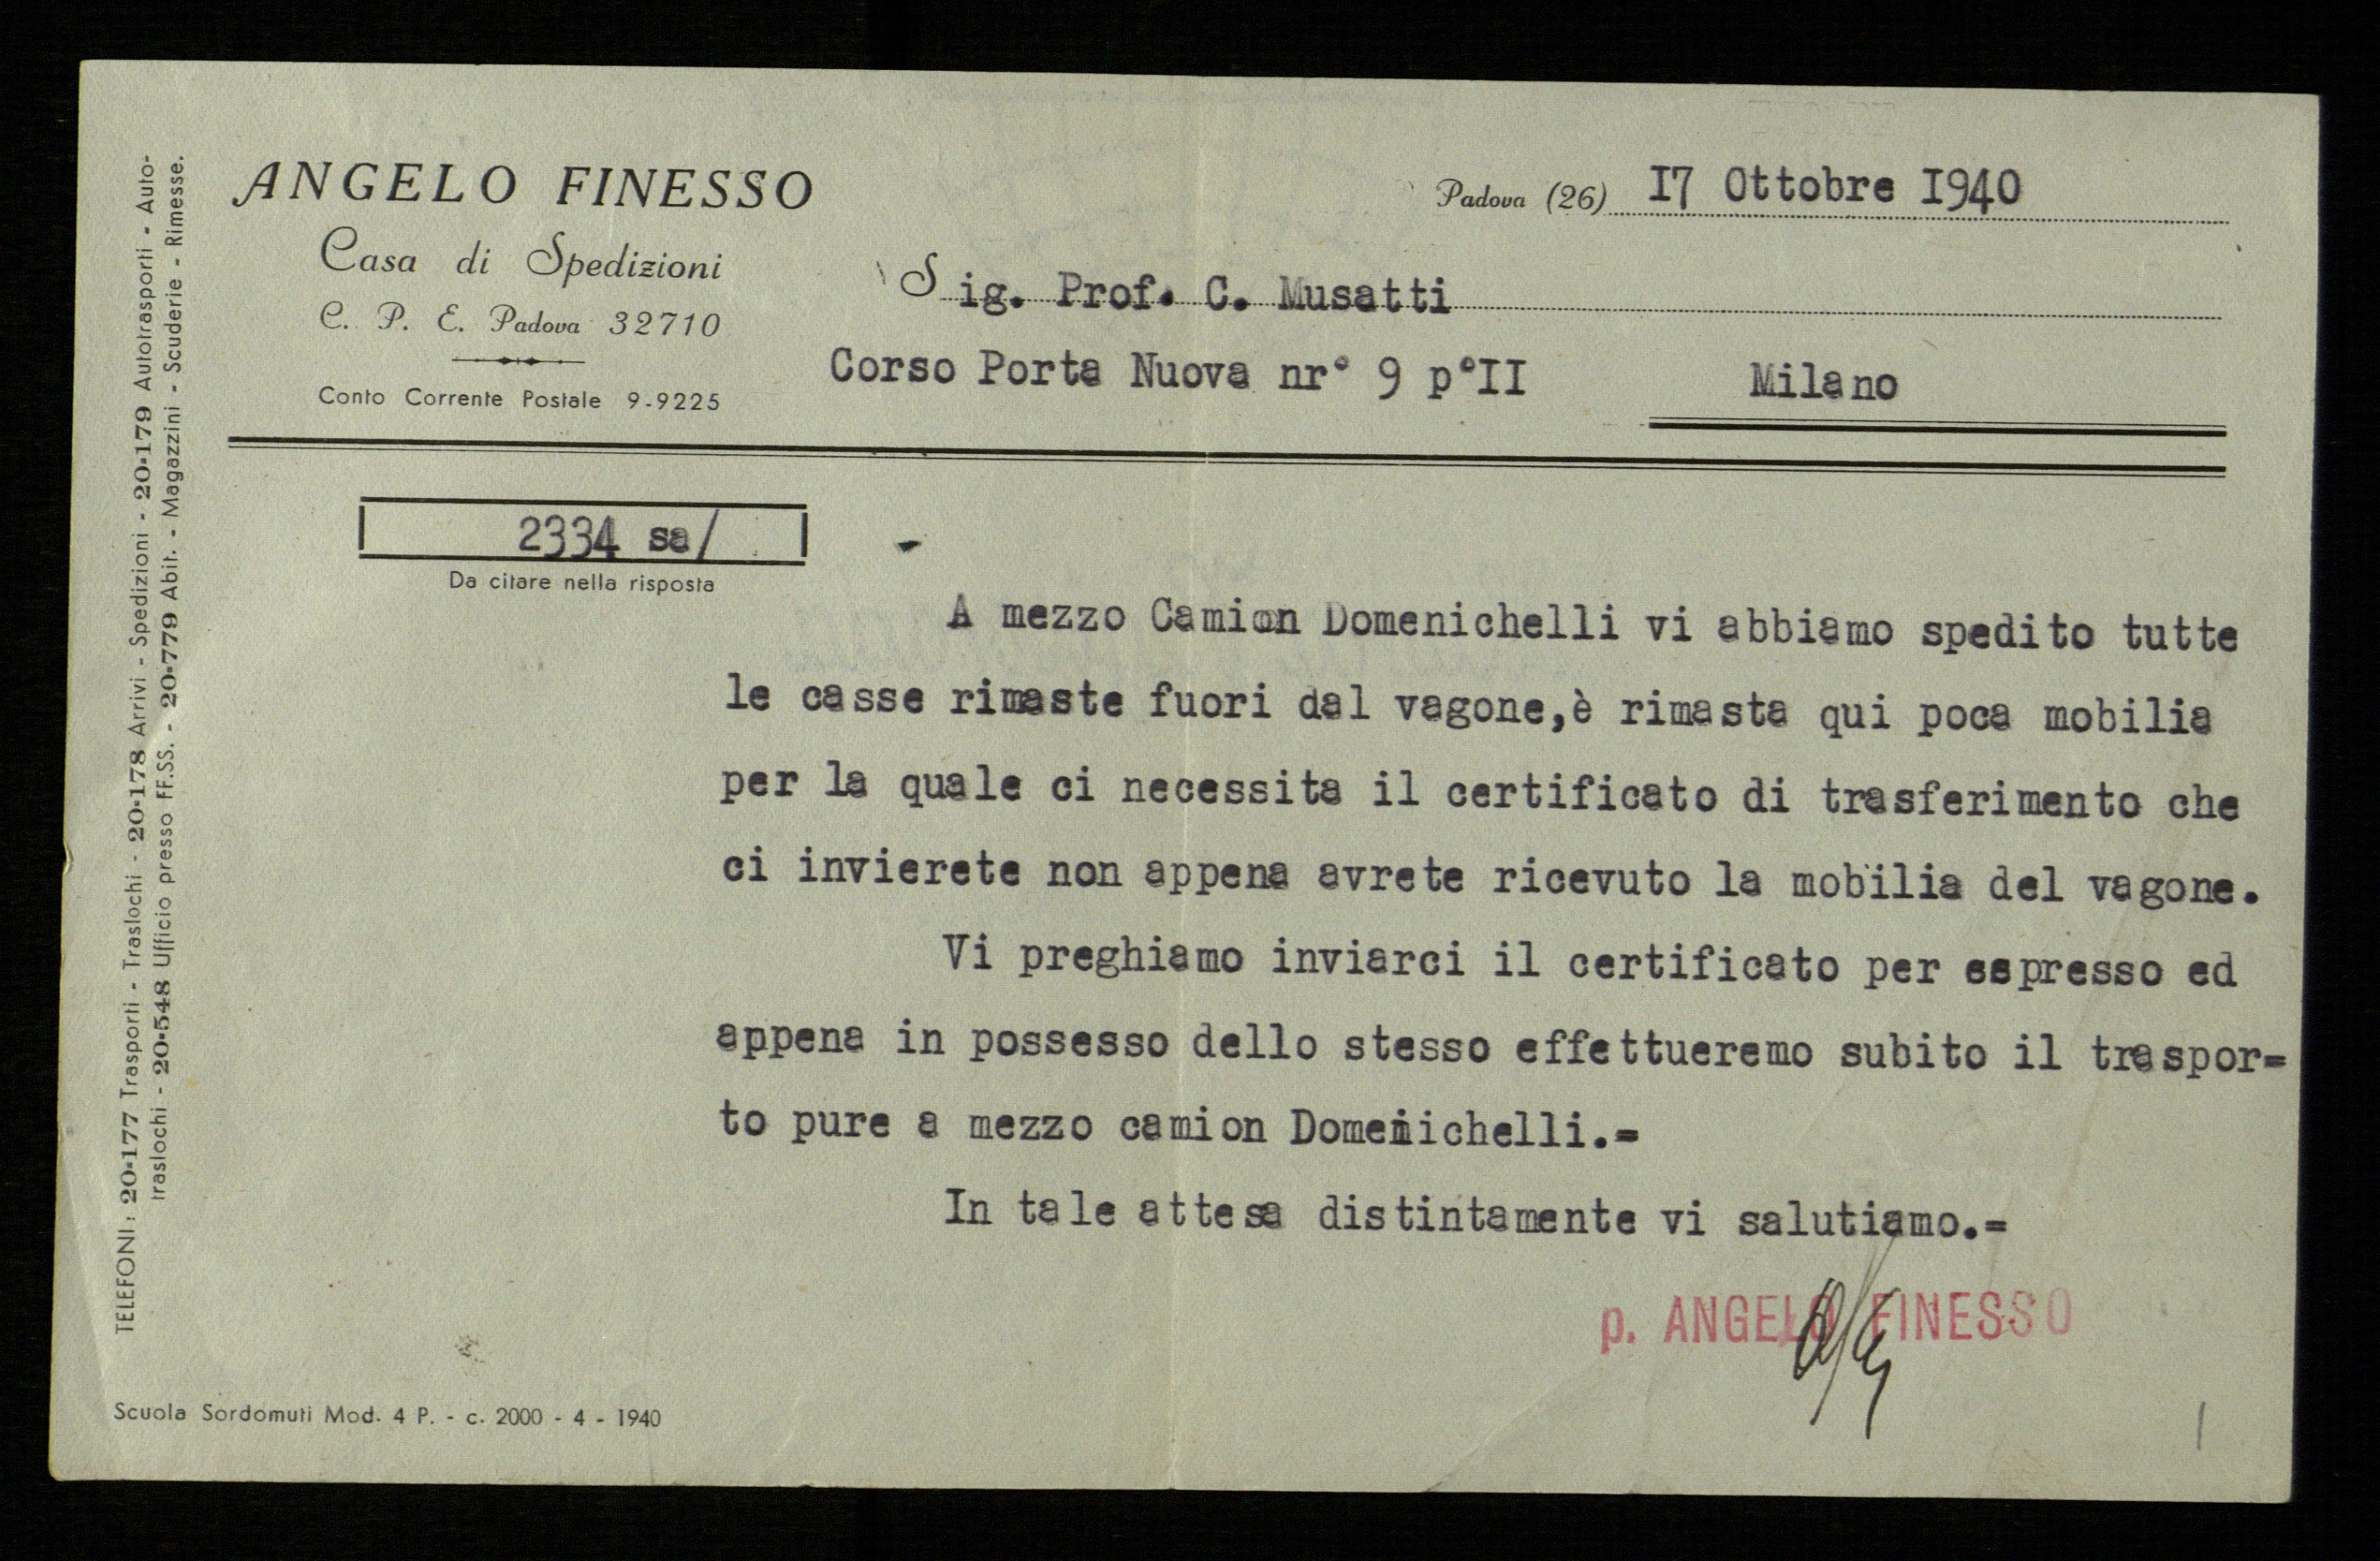 ANGELO FINESSO
Casa di Spedizioni
C. P. E. Padova 32710
Conto Corrente Postale 9-9225
Padova (26) 17 Ottobre 1940
Sig. Prof. C. Musatti
Corso Porta Nuova nr° 9 p°II Milano
2334 sa/
Da citare nella risposta
A mezzo Camion Domenichelli vi abbiamo spedito tutte
le casse rimaste fuori dal vagone,è rimasta qui poca mobilia
per la quale ci necessita il certificato di trasferimento che
ci invierete non appena avrete ricevuto la mobilia del vagone.
Vi preghiamo inviarci il certificato per espresso ed
appena in possesso dello stesso effettueremo subito il traspor=
to pure a mezzo camion Domenichelli.=
In tale attesa distintamente vi salutiamo.=
p. ANGELO FINESSO
TELEFONI: 20-177 Trasporti - Traslochi - 20-178 Arrivi - Spedizioni - 20-179 Autotrasporti - Auto-
traslochi - 20-548 Ufficio presso FF.SS. - 20-779 Abit. - Magazzini - Scuderie - Rimesse.
Scuola Sordomuti Mod. 4 P. - c. 2000 - 4 - 1940